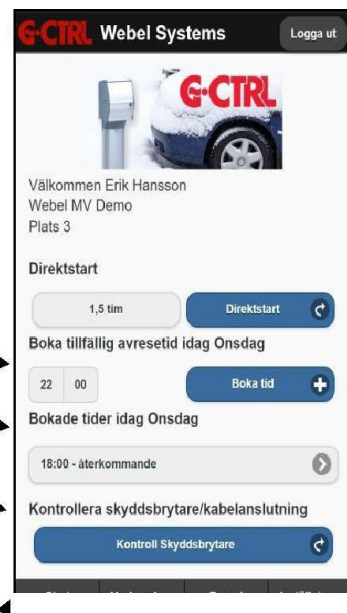 G-CTRL Webel Systems Logga ut
G-CTRL
Välkommen Erik Hansson
Webel MV Demo
Plats 3
Direktstart
1,5 tim Direktstart
Boka tillfällig avresetid idag Onsdag
22 00 Boka tid
Bokade tider idag Onsdag
18:00 - återkommande
Kontrollera skyddsbrytare/kabelanslutning
Kontroll Skyddsbrytare